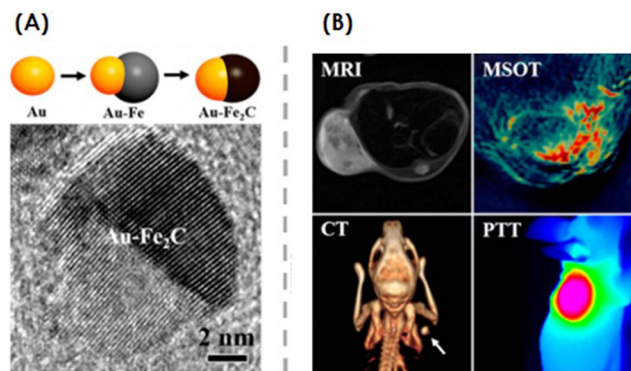 (A)
Au
Au-Fe
Au-Fe₂C
Au-Fe₂C
2 nm
(B)
MRI
MSOT
CT
PTT